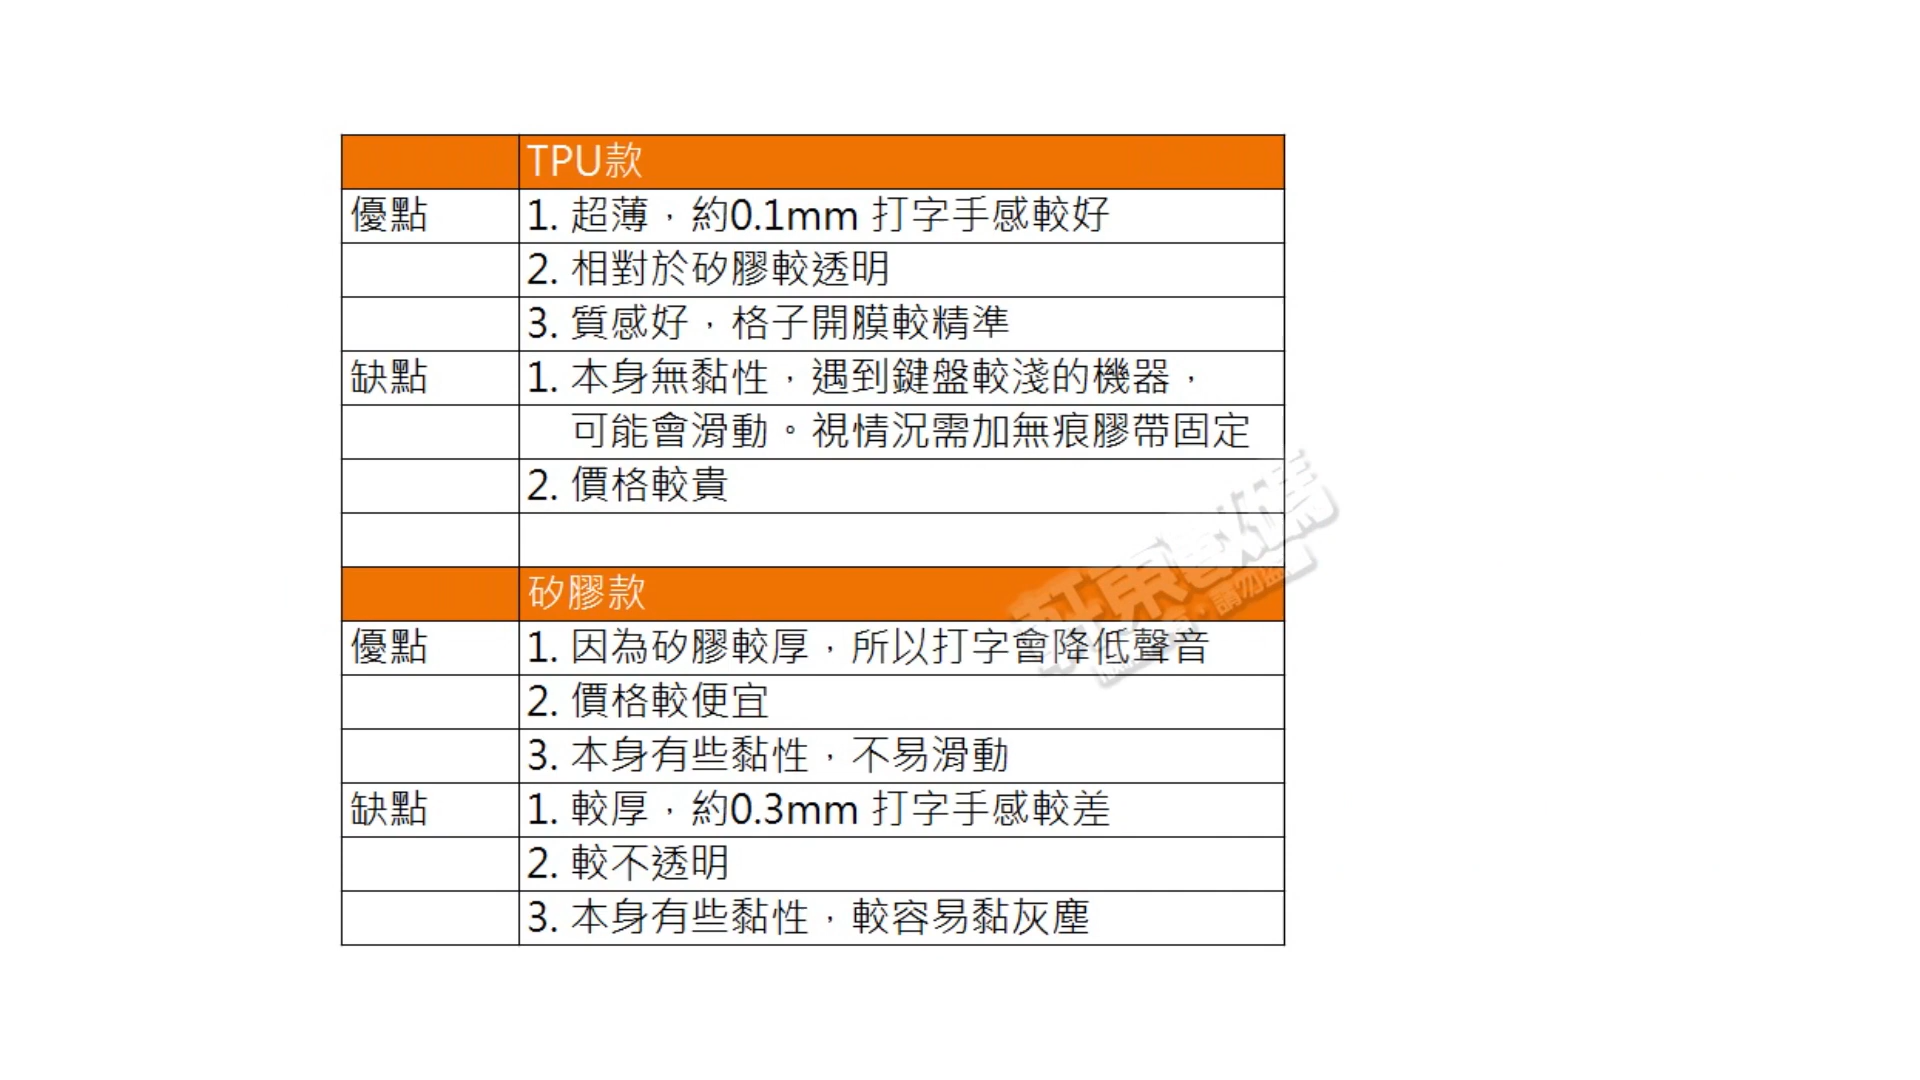 TPU款
優點 1. 超薄，約0.1mm 打字手感較好
2. 相對於矽膠較透明
3. 質感好，格子開膜較精準
缺點 1. 本身無黏性，遇到鍵盤較淺的機器，
可能會滑動。視情況需加無痕膠帶固定
2. 價格較貴
矽膠款
優點 1. 因為矽膠較厚，所以打字會降低聲音
2. 價格較便宜
3. 本身有些黏性，不易滑動
缺點 1. 較厚，約0.3mm 打字手感較差
2. 較不透明
3. 本身有些黏性，較容易黏灰塵